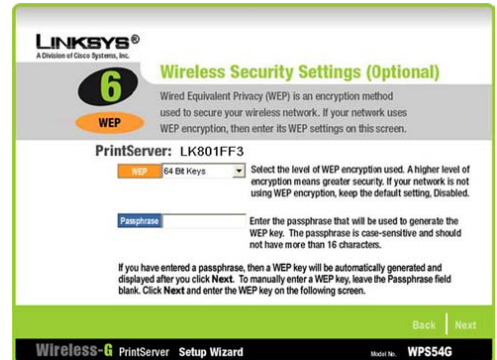 LINKSYS®
A Division of Cisco Systems, Inc.
6
WEP
Wireless Security Settings (Optional)
Wired Equivalent Privacy (WEP) is an encryption method
used to secure your wireless network. If your network uses
WEP encryption, then enter its WEP settings on this screen.
PrintServer: LK801FF3
WEP 64 Bit Keys
Select the level of WEP encryption used. A higher level of
encryption means greater security. If your network is not
using WEP encryption, keep the default setting, Disabled.
Passphrase
Enter the passphrase that will be used to generate the
WEP key. The passphrase is case-sensitive and should
not have more than 16 characters.
If you have entered a passphrase, then a WEP key will be automatically generated and
displayed after you click Next. To manually enter a WEP key, leave the Passphrase field
blank. Click Next and enter the WEP key on the following screen.
Back Next
Wireless-G PrintServer Setup Wizard Model No. WPS54G